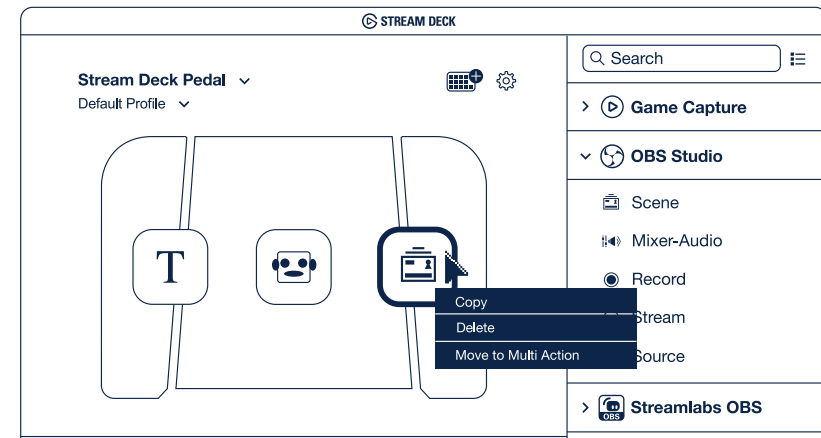 STREAM DECK
Stream Deck Pedal
Default Profile
T
Copy
Delete
Move to Multi Action
Search
Game Capture
OBS Studio
Scene
Mixer-Audio
Record
Stream
Source
OBS
Streamlabs OBS